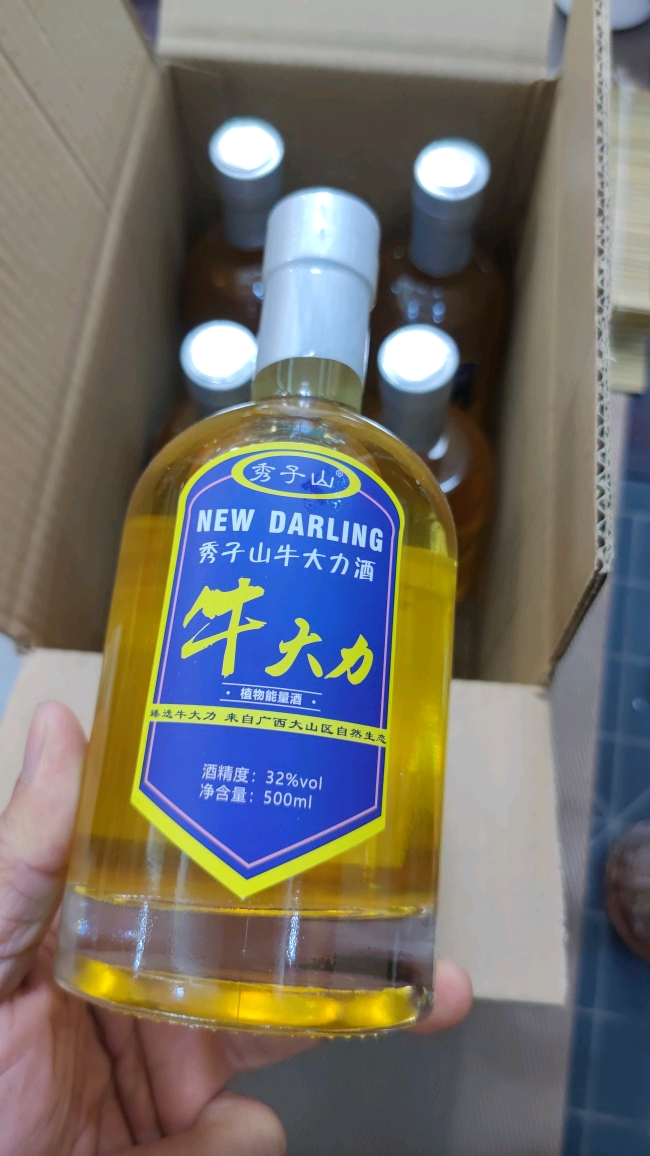 秀子山®
NEW DARLING
秀子山牛大力酒
牛大力
·植物能量酒·
臻选牛大力 来自广西大山区自然生态
酒精度：32%vol
净含量：500ml